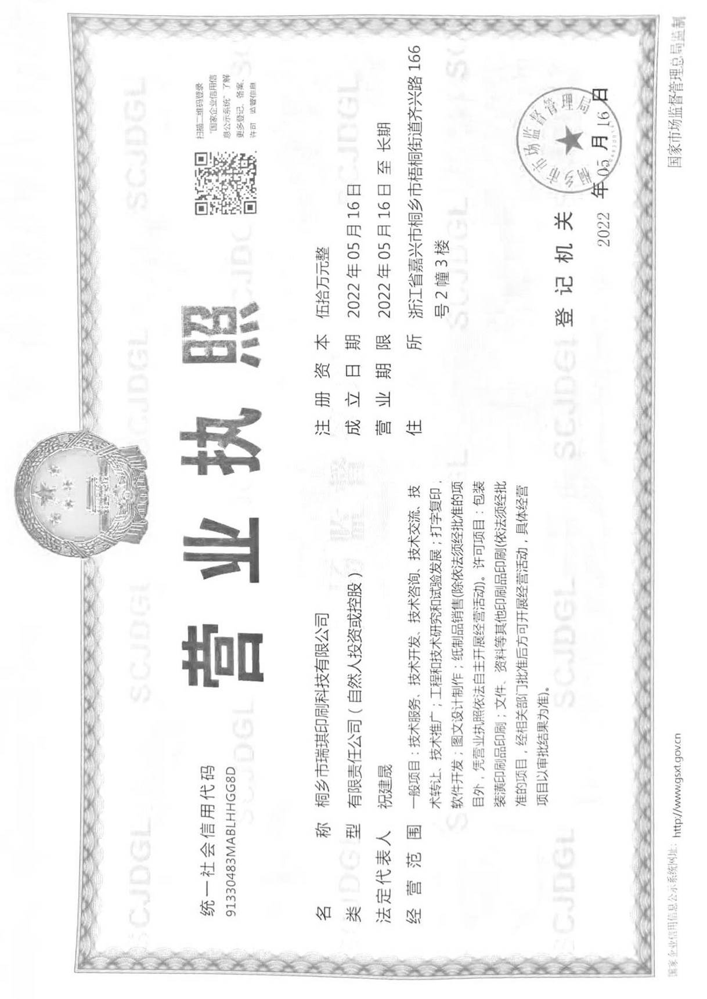 营业执照
统一社会信用代码
91330483MABLHHGG8D
扫描二维码登录
“国家企业信用信
息公示系统”了解
更多登记、备案、
许可、监管信息
名称 桐乡市瑞琪印刷科技有限公司
类型 有限责任公司（自然人投资或控股）
法定代表人 祝建晟
经营范围 一般项目：技术服务、技术开发、技术咨询、技术交流、技
术转让、技术推广；工程和技术研究和试验发展；打字复印；
软件开发；图文设计制作；纸制品销售(除依法须经批准的项
目外，凭营业执照依法自主开展经营活动)。许可项目：包装
装潢印刷品印刷；文件、资料等其他印刷品印刷(依法须经批
准的项目，经相关部门批准后方可开展经营活动，具体经营
项目以审批结果为准)。
注册资本 伍拾万元整
成立日期 2022年05月16日
营业期限 2022年05月16日至长期
住所 浙江省嘉兴市桐乡市梧桐街道齐兴路166
号2幢3楼
登记机关
桐乡市市场监督管理局
2022年05月16日
国家企业信用信息公示系统网址：http://www.gsxt.gov.cn
国家市场监督管理总局监制
SCJDGL